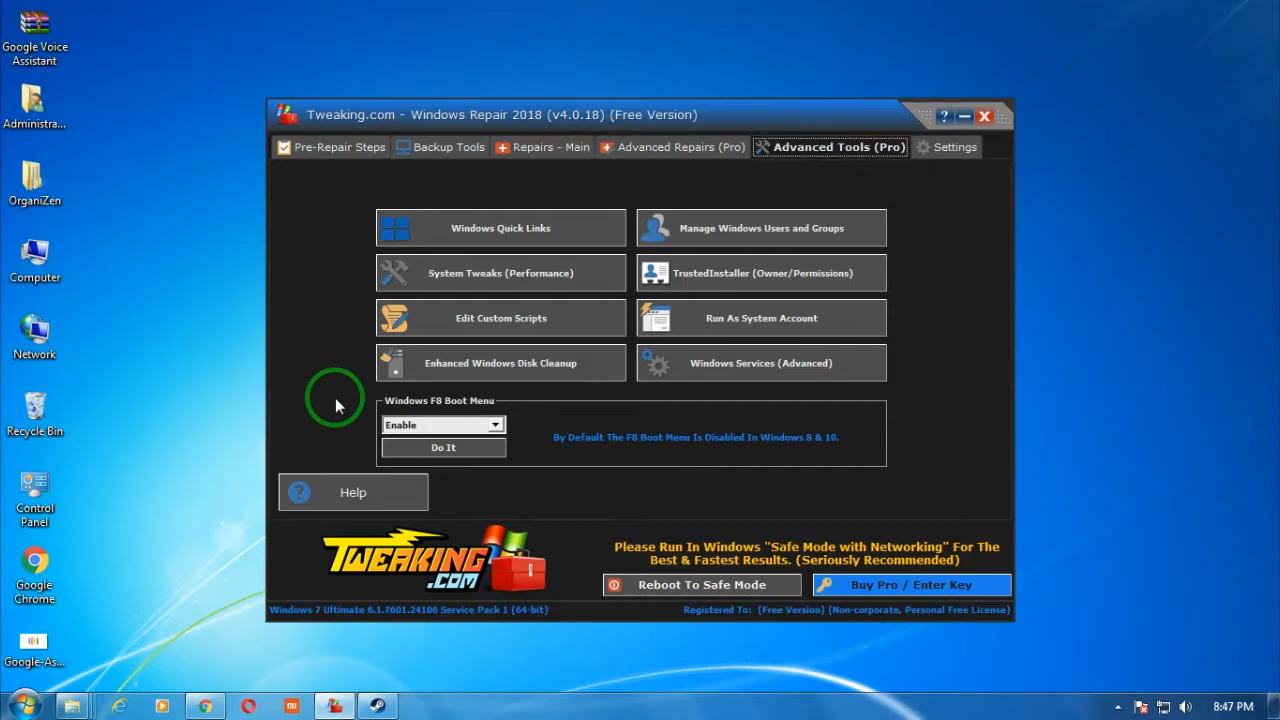 Google Voice
Assistant
Administra...
OrganiZen
Computer
Network
Recycle Bin
Control
Panel
Google
Chrome
Google-As...
Tweaking.com - Windows Repair 2018 (v4.0.18) (Free Version)
?
Pre-Repair Steps
Backup Tools
Repairs - Main
Advanced Repairs (Pro)
Advanced Tools (Pro)
Settings
Windows Quick Links
Manage Windows Users and Groups
System Tweaks (Performance)
TrustedInstaller (Owner/Permissions)
Edit Custom Scripts
Run As System Account
Enhanced Windows Disk Cleanup
Windows Services (Advanced)
Windows F8 Boot Menu
Enable
Do It
By Default The F8 Boot Menu Is Disabled In Windows 8 & 10.
? Help
TWEAKING
.COM
Please Run In Windows "Safe Mode with Networking" For The
Best & Fastest Results. (Seriously Recommended)
Reboot To Safe Mode
Buy Pro / Enter Key
Windows 7 Ultimate 6.1.7601.24106 Service Pack 1 (64-bit)
Registered To: (Free Version) (Non-corporate, Personal Free License)
8:47 PM